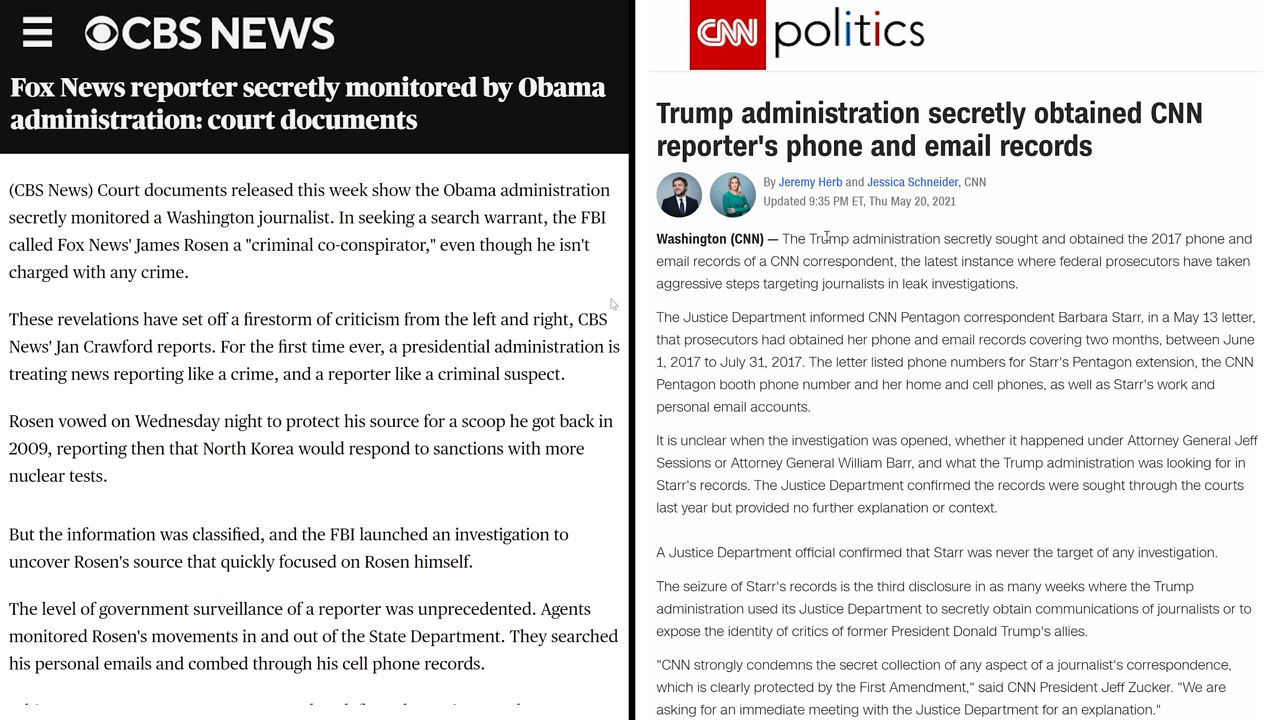 CBS NEWS
Fox News reporter secretly monitored by Obama
administration: court documents
(CBS News) Court documents released this week show the Obama administration
secretly monitored a Washington journalist. In seeking a search warrant, the FBI
called Fox News' James Rosen a "criminal co-conspirator," even though he isn't
charged with any crime.
These revelations have set off a firestorm of criticism from the left and right, CBS
News' Jan Crawford reports. For the first time ever, a presidential administration is
treating news reporting like a crime, and a reporter like a criminal suspect.
Rosen vowed on Wednesday night to protect his source for a scoop he got back in
2009, reporting then that North Korea would respond to sanctions with more
nuclear tests.
But the information was classified, and the FBI launched an investigation to
uncover Rosen's source that quickly focused on Rosen himself.
The level of government surveillance of a reporter was unprecedented. Agents
monitored Rosen's movements in and out of the State Department. They searched
his personal emails and combed through his cell phone records.
CNN politics
Trump administration secretly obtained CNN
reporter's phone and email records
By Jeremy Herb and Jessica Schneider, CNN
Updated 9:35 PM ET, Thu May 20, 2021
Washington (CNN) — The Trump administration secretly sought and obtained the 2017 phone and
email records of a CNN correspondent, the latest instance where federal prosecutors have taken
aggressive steps targeting journalists in leak investigations.
The Justice Department informed CNN Pentagon correspondent Barbara Starr, in a May 13 letter,
that prosecutors had obtained her phone and email records covering two months, between June
1, 2017 to July 31, 2017. The letter listed phone numbers for Starr's Pentagon extension, the CNN
Pentagon booth phone number and her home and cell phones, as well as Starr's work and
personal email accounts.
It is unclear when the investigation was opened, whether it happened under Attorney General Jeff
Sessions or Attorney General William Barr, and what the Trump administration was looking for in
Starr's records. The Justice Department confirmed the records were sought through the courts
last year but provided no further explanation or context.
A Justice Department official confirmed that Starr was never the target of any investigation.
The seizure of Starr's records is the third disclosure in as many weeks where the Trump
administration used its Justice Department to secretly obtain communications of journalists or to
expose the identity of critics of former President Donald Trump's allies.
"CNN strongly condemns the secret collection of any aspect of a journalist's correspondence,
which is clearly protected by the First Amendment," said CNN President Jeff Zucker. "We are
asking for an immediate meeting with the Justice Department for an explanation."